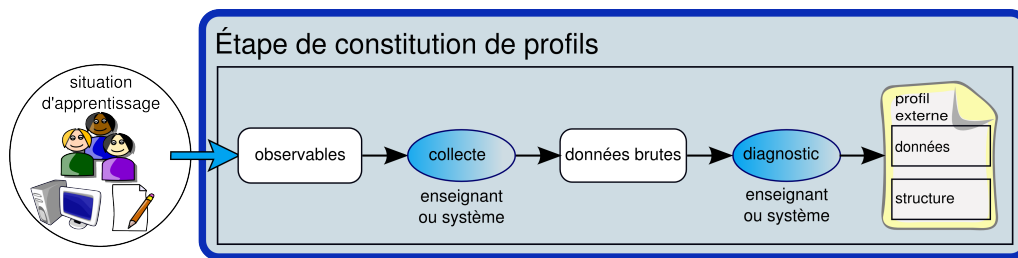 Étape de constitution de profils
situation
d'apprentissage
observables
collecte
enseignant
ou système
données brutes
diagnostic
enseignant
ou système
profil
externe
données
structure